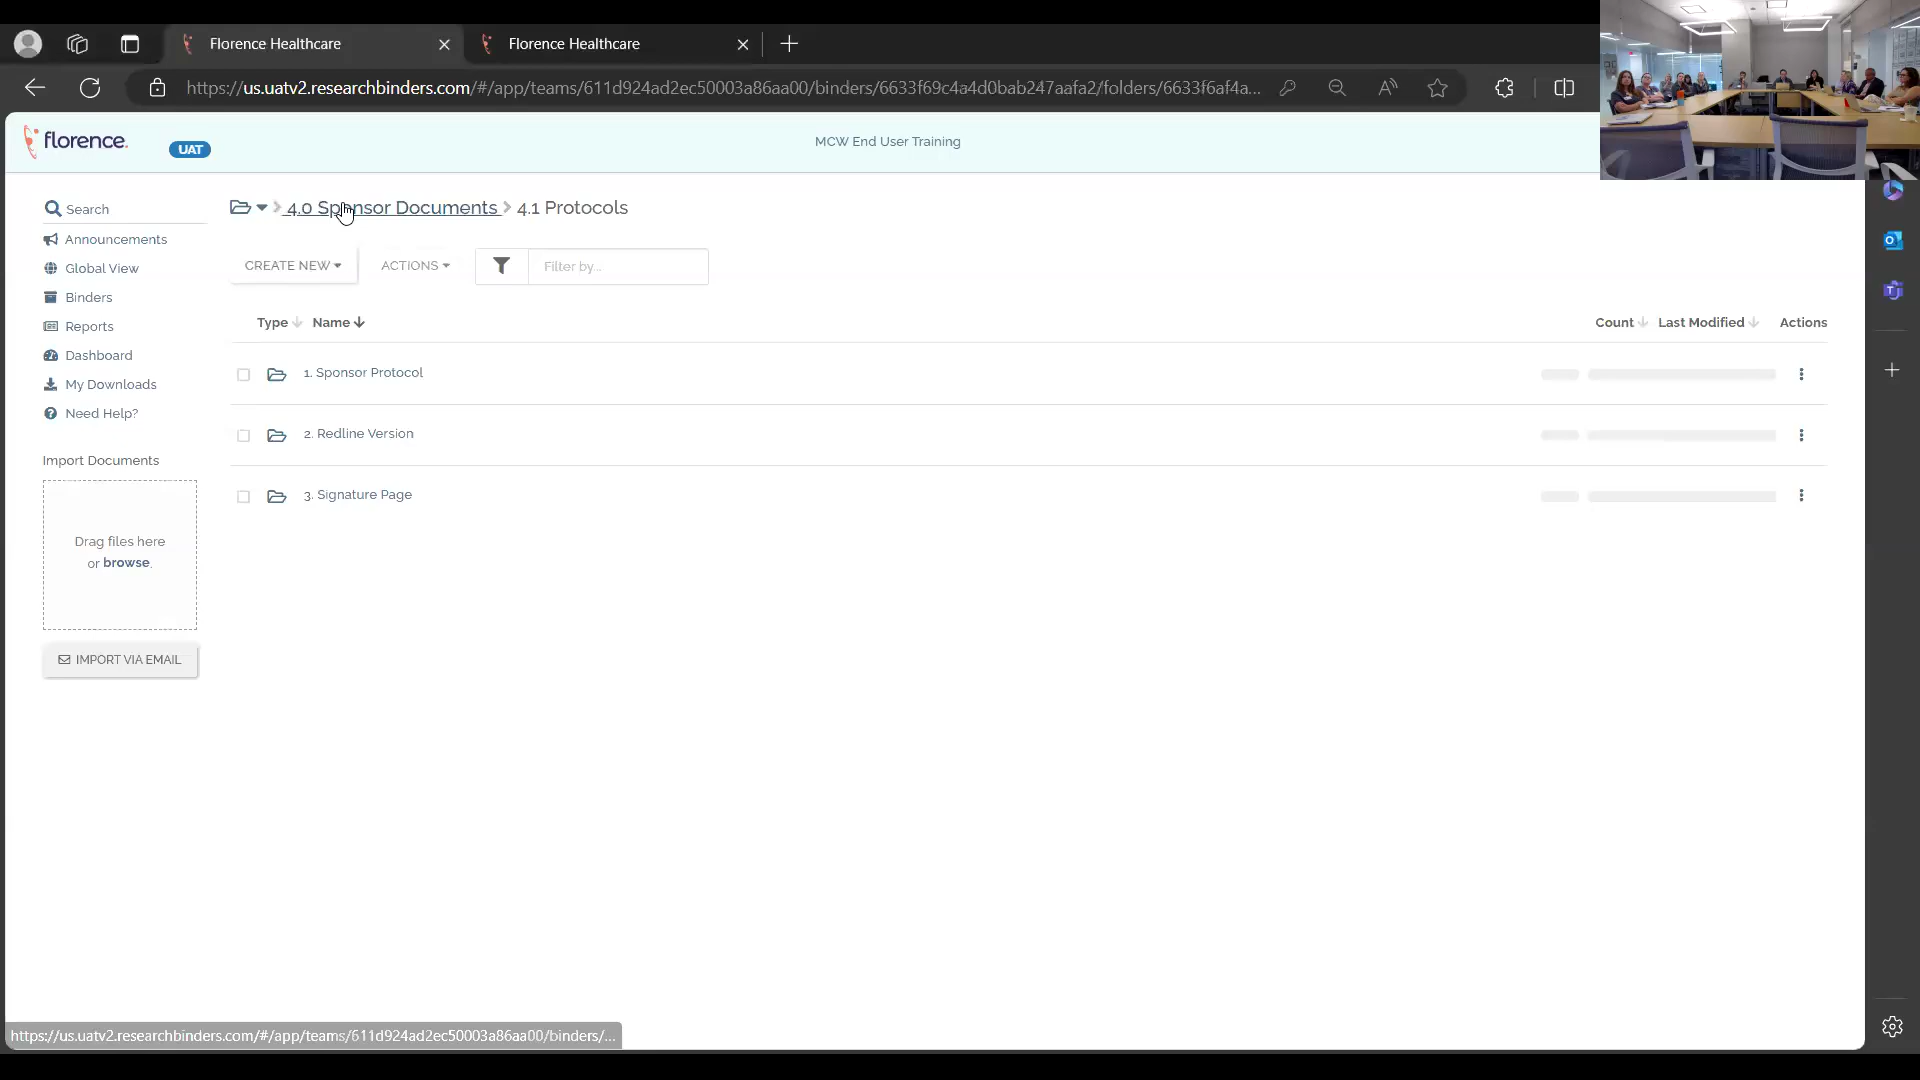 Florence Healthcare
Florence Healthcare
https://us.uatv2.researchbinders.com/#/app/teams/611d924ad2ec50003a86aa00/binders/6633f69c4a4d0bab247aafa2/folders/6633f6af4a...
florence.
UAT
MCW End User Training
Search
Announcements
Global View
Binders
Reports
Dashboard
My Downloads
Need Help?
Import Documents
Drag files here
or browse.
IMPORT VIA EMAIL
4.0 Sponsor Documents > 4.1 Protocols
CREATE NEW
ACTIONS
Filter by...
Type Name Count Last Modified Actions
1. Sponsor Protocol
2. Redline Version
3. Signature Page
https://us.uatv2.researchbinders.com/#/app/teams/611d924ad2ec50003a86aa00/binders/...